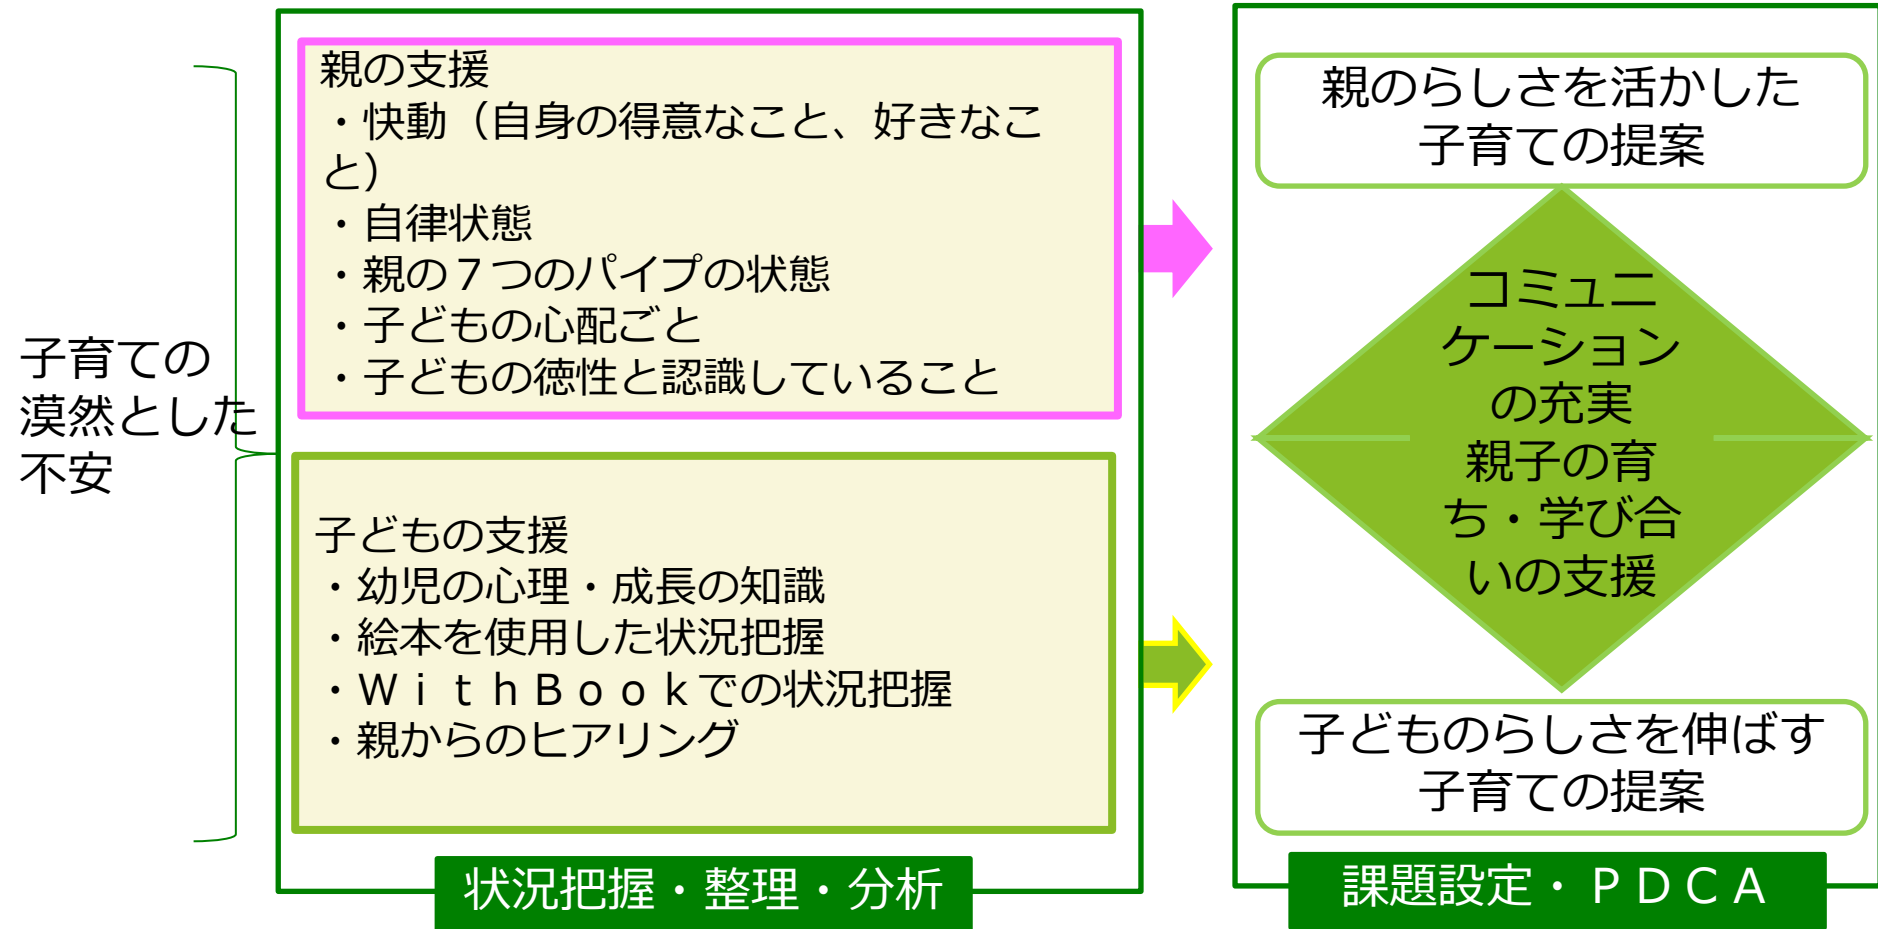 子育ての
漠然とした
不安
親の支援
・快動（自身の得意なこと、好きなこ
と）
・自律状態
・親の７つのパイプの状態
・子どもの心配ごと
・子どもの徳性と認識していること
子どもの支援
・幼児の心理・成長の知識
・絵本を使用した状況把握
・ＷｉｔｈＢｏｏｋでの状況把握
・親からのヒアリング
状況把握・整理・分析
親のらしさを活かした
子育ての提案
コミュニ
ケーション
の充実
親子の育
ち・学び合
いの支援
子どものらしさを伸ばす
子育ての提案
課題設定・ＰＤＣＡ